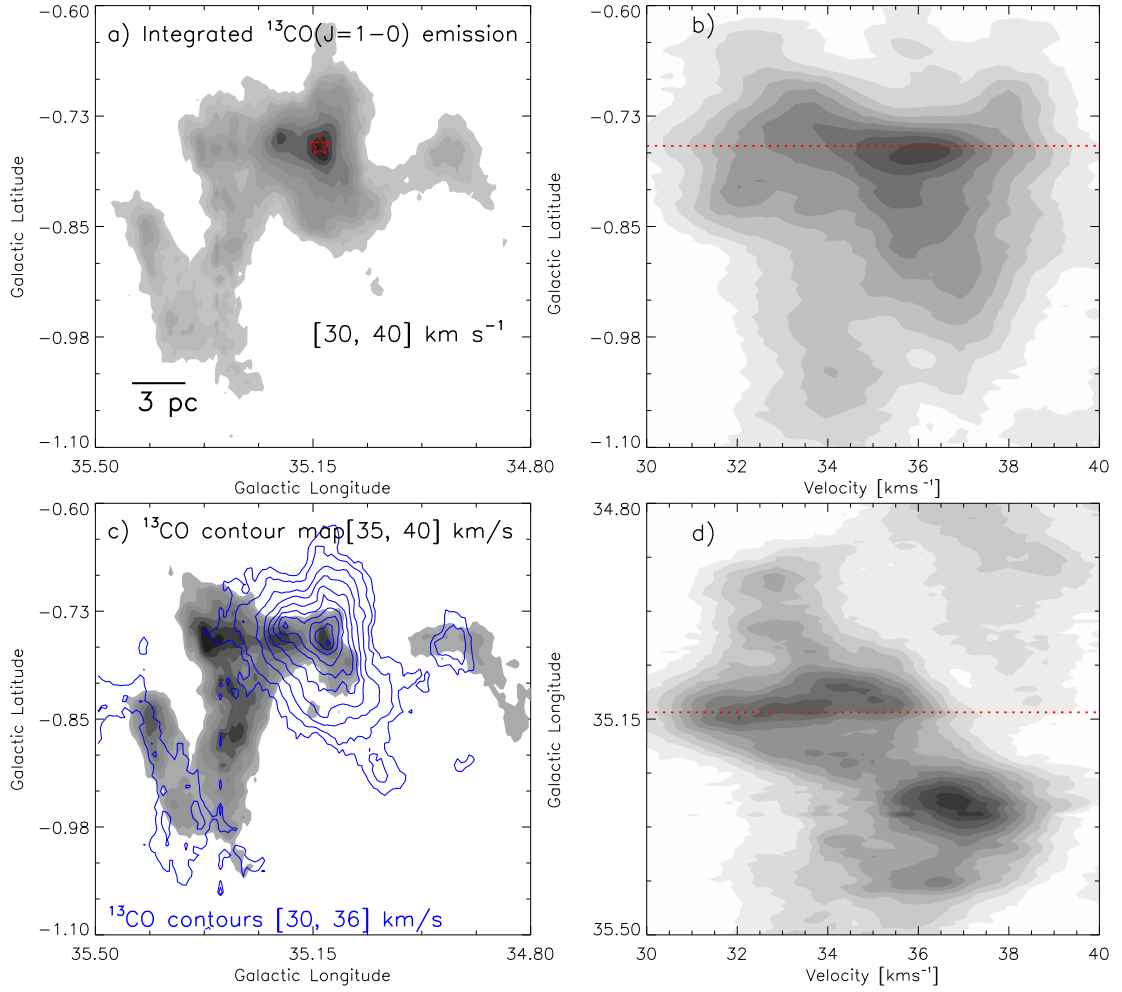 a) Integrated ¹³CO(J=1−0) emission
[30, 40] km s⁻¹
3 pc
−0.60
−0.73
−0.85
−0.98
−1.10
Galactic Latitude
35.50
35.15
34.80
Galactic Longitude
b)
−0.60
−0.73
−0.85
−0.98
−1.10
Galactic Latitude
30
32
34
36
38
40
Velocity [kms⁻¹]
c) ¹³CO contour map[35, 40] km/s
¹³CO contours [30, 36] km/s
−0.60
−0.73
−0.85
−0.98
−1.10
Galactic Latitude
35.50
35.15
34.80
Galactic Longitude
d)
34.80
35.15
35.50
Galactic Longitude
30
32
34
36
38
40
Velocity [kms⁻¹]